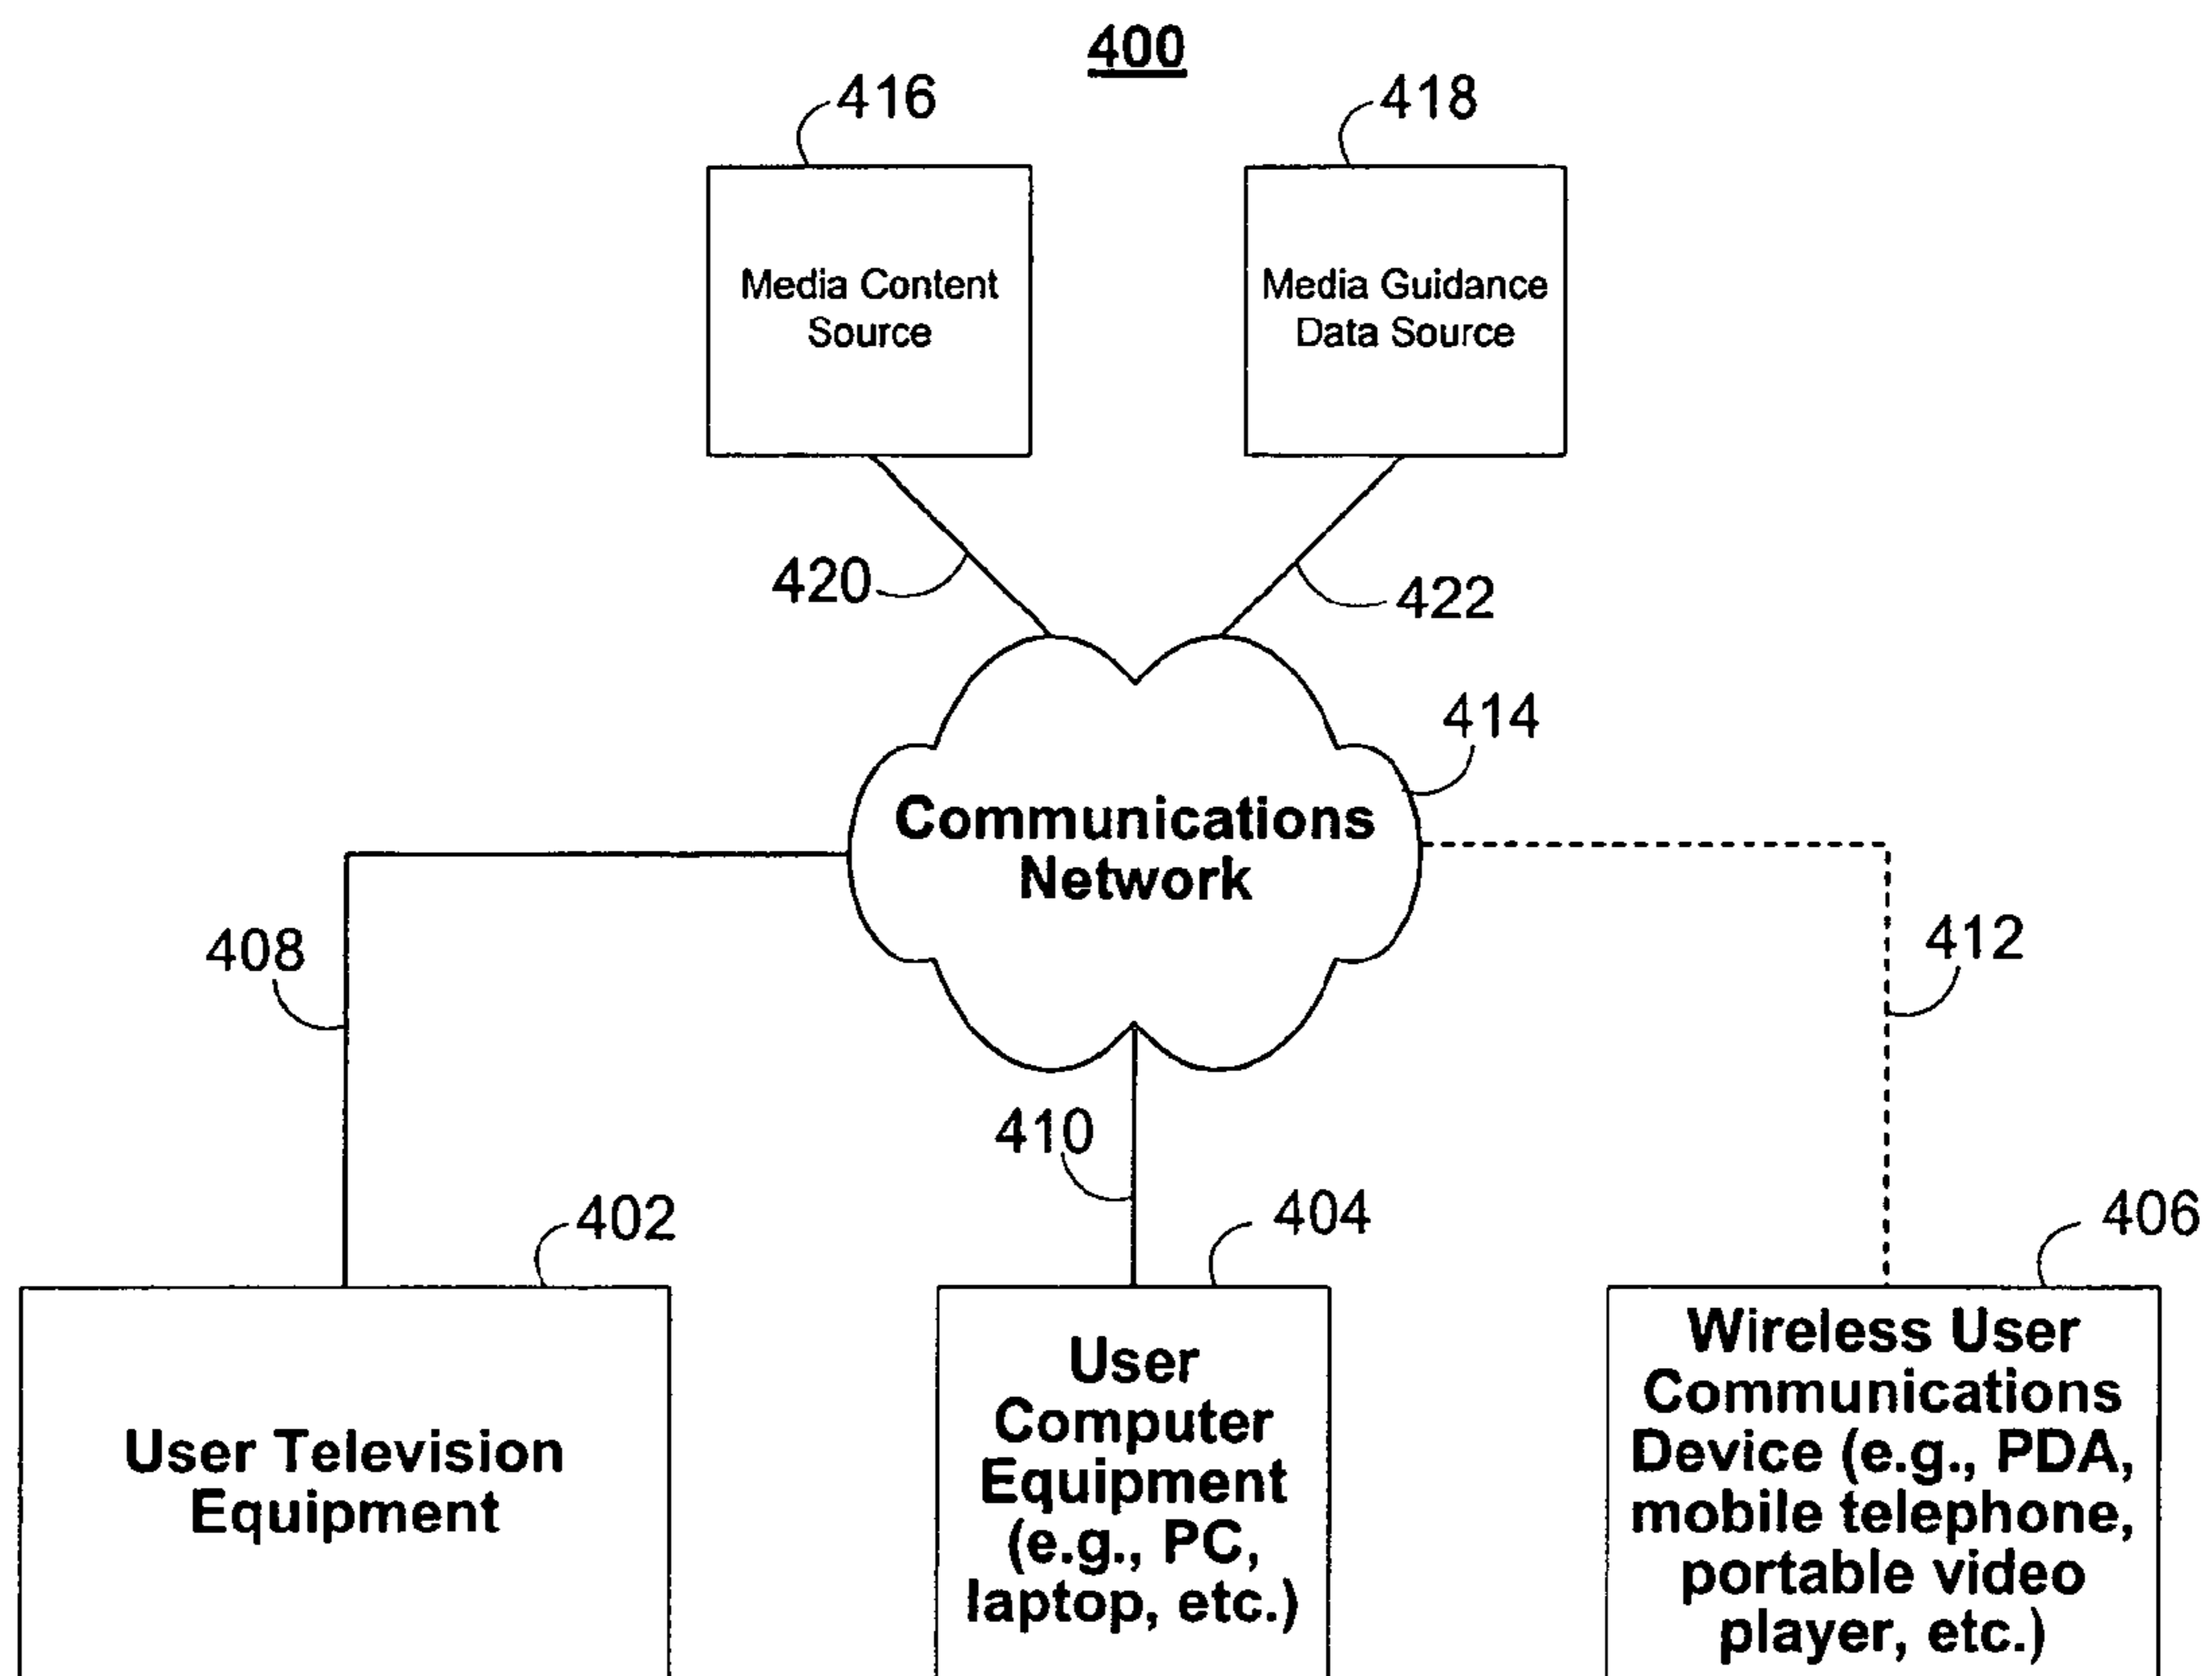 400
416
418
Media Content
Source
Media Guidance
Data Source
420
422
414
Communications
Network
408
412
410
402
404
406
User Television
Equipment
User
Computer
Equipment
(e.g., PC,
laptop, etc.)
Wireless User
Communications
Device (e.g., PDA,
mobile telephone,
portable video
player, etc.)